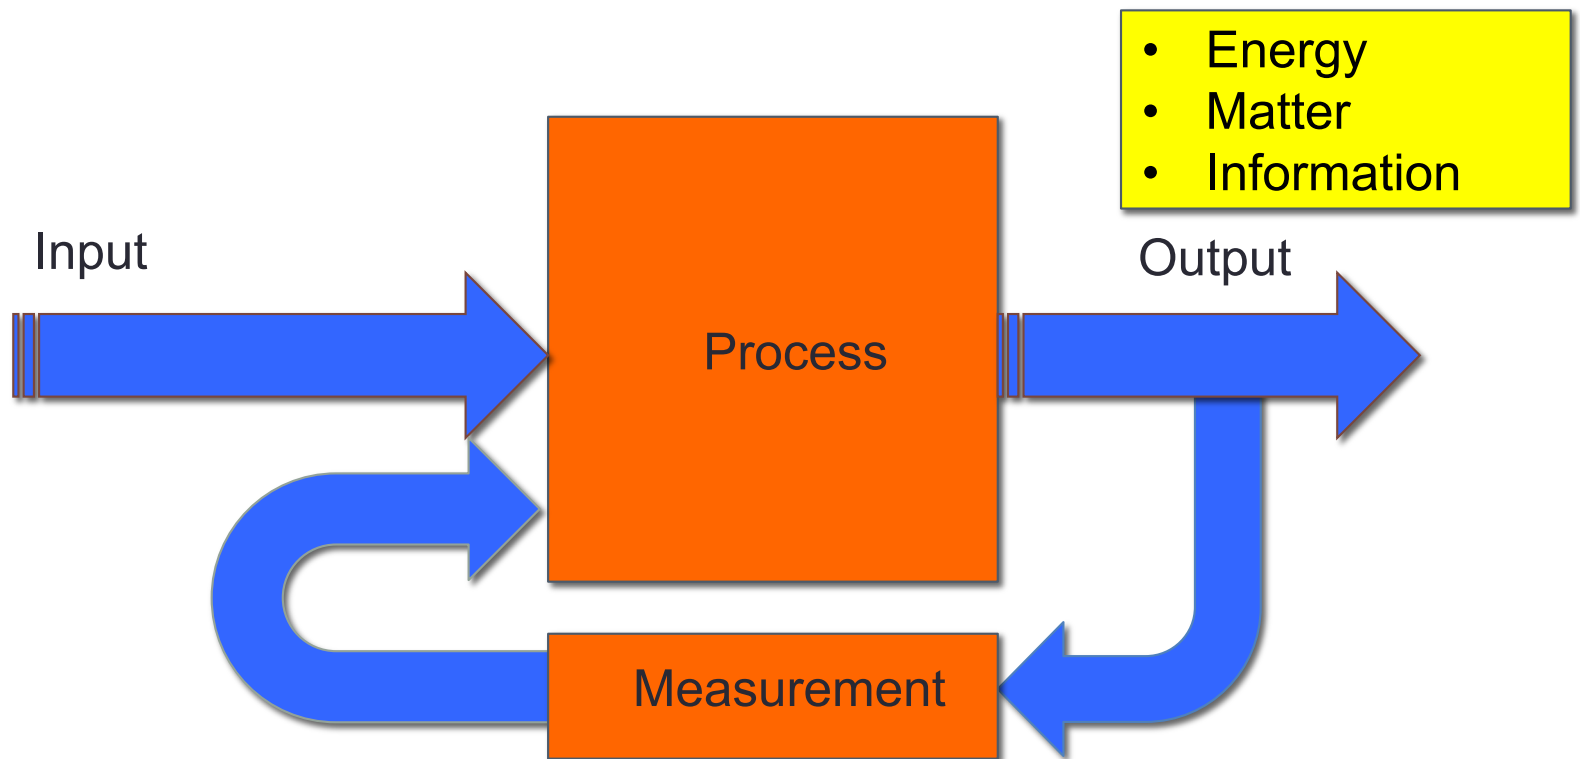 • Energy
• Matter
• Information
Input
Output
Process
Measurement